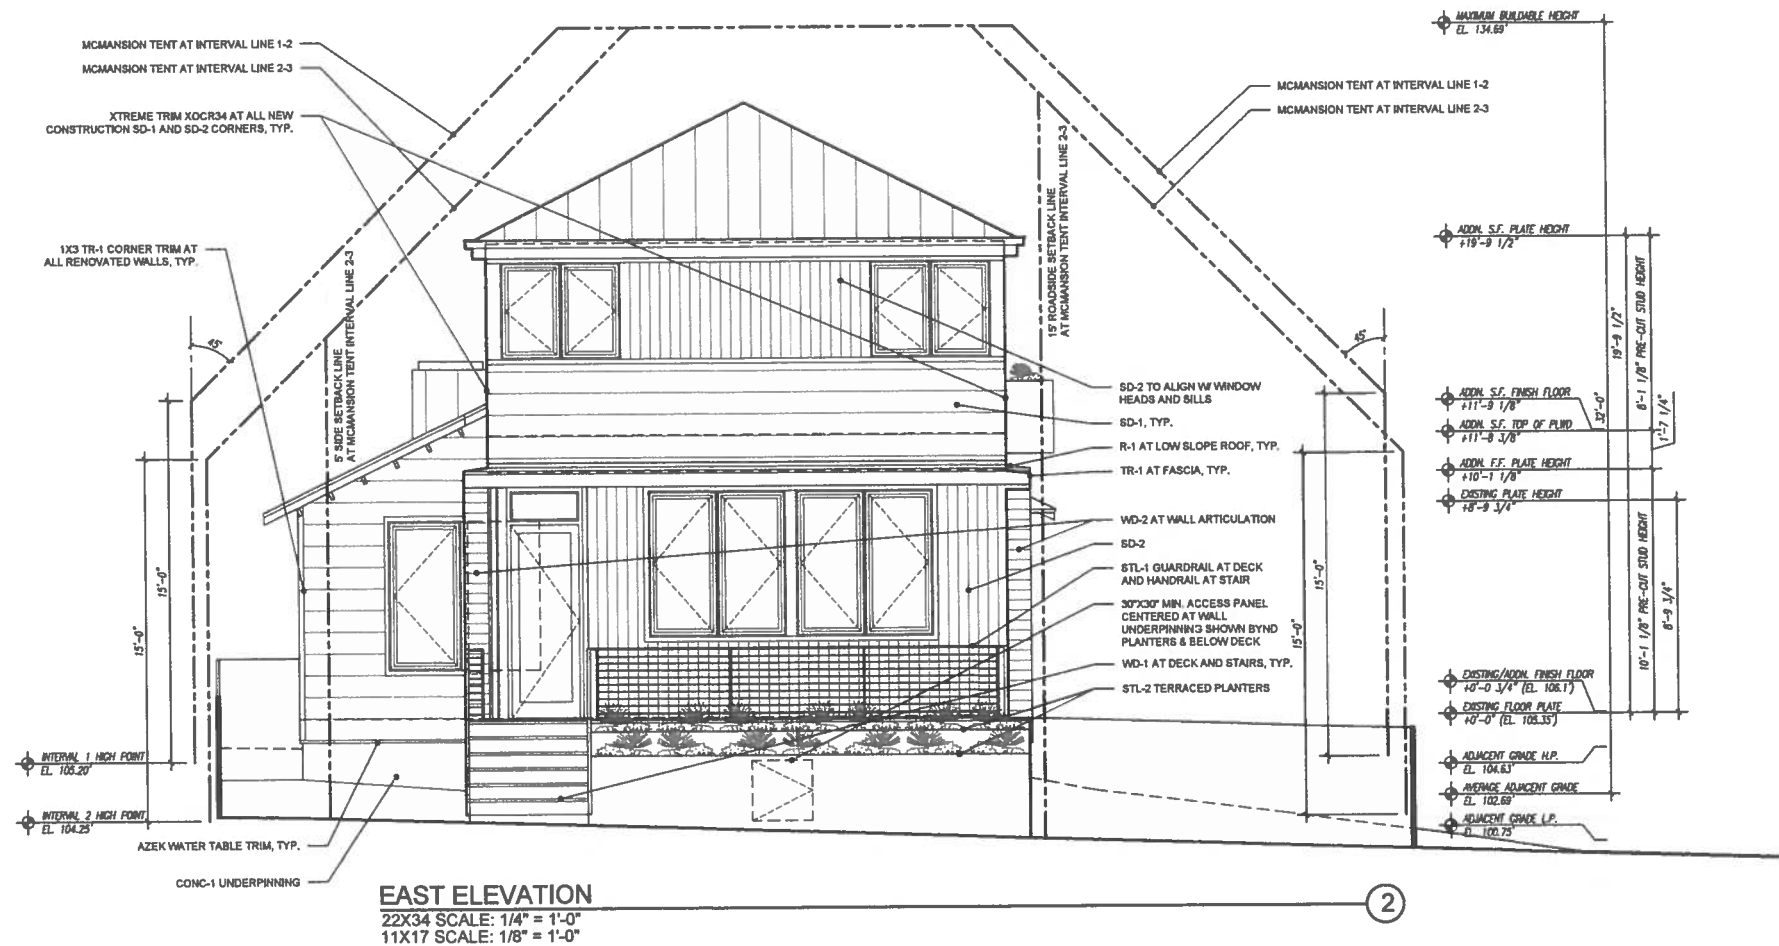 MCMANSION TENT AT INTERVAL LINE 1-2
MCMANSION TENT AT INTERVAL LINE 2-3
XTREME TRIM XOCR34 AT ALL NEW
CONSTRUCTION SD-1 AND SD-2 CORNERS, TYP.
1X3 TR-1 CORNER TRIM AT
ALL RENOVATED WALLS, TYP.
45°
5' SIDE SETBACK LINE
AT MCMANSION TENT INTERVAL LINE 2-3
15'-0"
15'-0"
INTERVAL 1 HIGH POINT
EL. 105.20'
INTERVAL 2 HIGH POINT
EL. 104.25'
AZEK WATER TABLE TRIM, TYP.
CONC-1 UNDERPINNING
15' ROADSIDE SETBACK LINE
AT MCMANSION TENT INTERVAL LINE 2-3
MCMANSION TENT AT INTERVAL LINE 1-2
MCMANSION TENT AT INTERVAL LINE 2-3
45°
SD-2 TO ALIGN W/ WINDOW
HEADS AND SILLS
SD-1, TYP.
R-1 AT LOW SLOPE ROOF, TYP.
TR-1 AT FASCIA, TYP.
WD-2 AT WALL ARTICULATION
SD-2
STL-1 GUARDRAIL AT DECK
AND HANDRAIL AT STAIR
30"X30" MIN. ACCESS PANEL
CENTERED AT WALL
UNDERPINNING SHOWN BYND
PLANTERS & BELOW DECK
WD-1 AT DECK AND STAIRS, TYP.
STL-2 TERRACED PLANTERS
15'-0"
15'-0"
MAXIMUM BUILDABLE HEIGHT
EL. 134.69'
ADDN. S.F. PLATE HEIGHT
+19'-9 1/2"
ADDN. S.F. FINISH FLOOR
+11'-9 1/8"
ADDN. S.F. TOP OF PLWD
+11'-8 3/8"
ADDN. F.F. PLATE HEIGHT
+10'-1 1/8"
EXISTING PLATE HEIGHT
+8'-9 3/4"
EXISTING/ADDN. FINISH FLOOR
+0'-0 3/4" (EL. 106.1')
EXISTING FLOOR PLATE
+0'-0" (EL. 105.35')
ADJACENT GRADE H.P.
EL. 104.63'
AVERAGE ADJACENT GRADE
EL. 102.69'
ADJACENT GRADE L.P.
EL. 100.75'
32'-0"
19'-9 1/2"
8'-1 1/8" PRE-CUT STUD HEIGHT
1'-7 1/4"
10'-1 1/8" PRE-CUT STUD HEIGHT
8'-9 3/4"
EAST ELEVATION
22X34 SCALE: 1/4" = 1'-0"
11X17 SCALE: 1/8" = 1'-0"
2